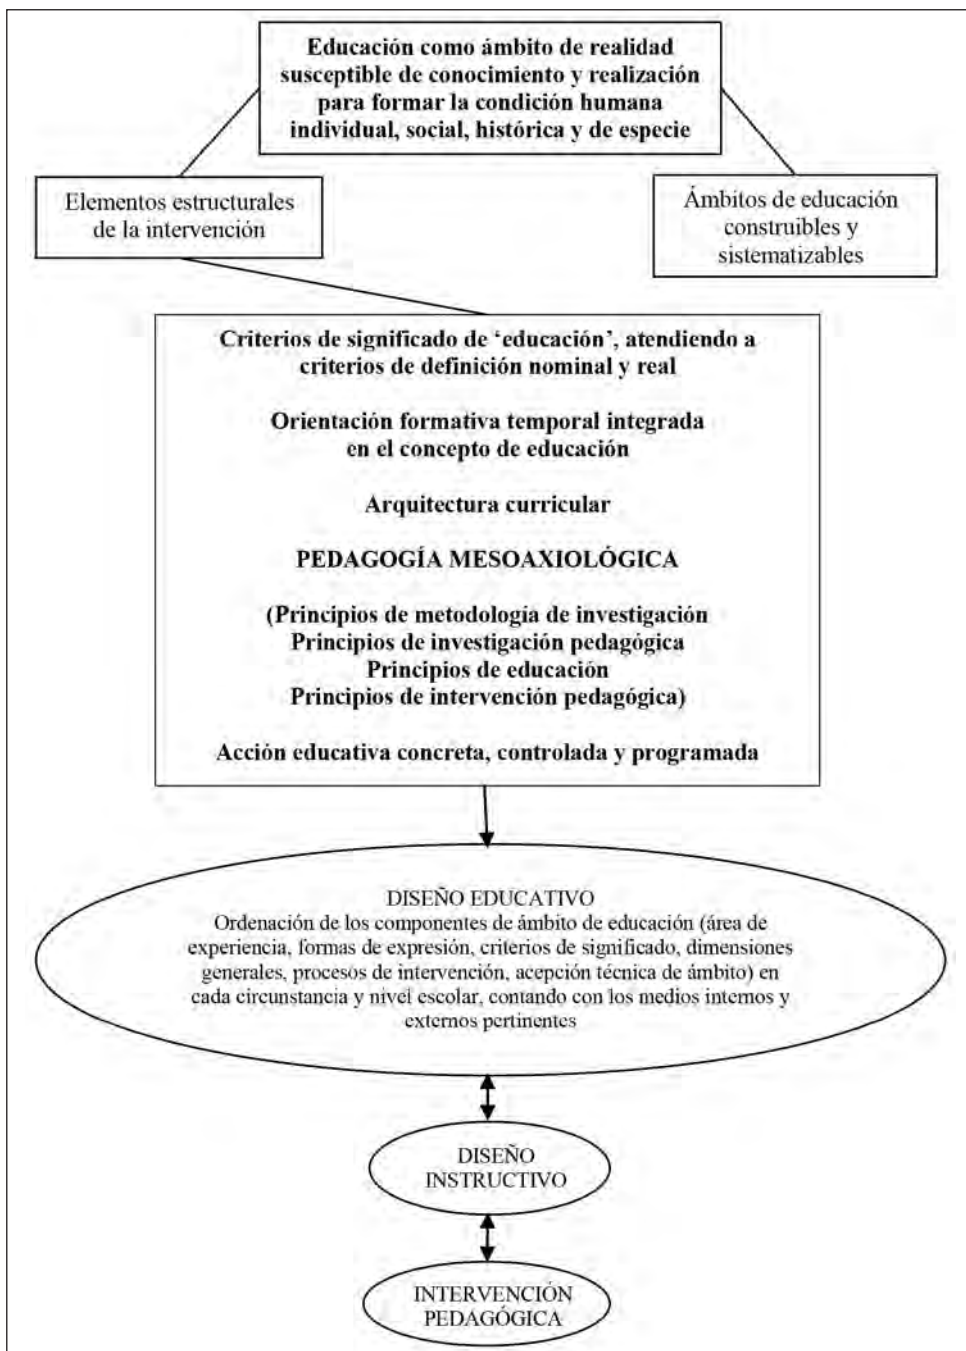 Educación como ámbito de realidad
susceptible de conocimiento y realización
para formar la condición humana
individual, social, histórica y de especie
Elementos estructurales
de la intervención
Ámbitos de educación
construibles y
sistematizables
Criterios de significado de ‘educación’, atendiendo a
criterios de definición nominal y real
Orientación formativa temporal integrada
en el concepto de educación
Arquitectura curricular
PEDAGOGÍA MESOAXIOLÓGICA
(Principios de metodología de investigación
Principios de investigación pedagógica
Principios de educación
Principios de intervención pedagógica)
Acción educativa concreta, controlada y programada
DISEÑO EDUCATIVO
Ordenación de los componentes de ámbito de educación (área de
experiencia, formas de expresión, criterios de significado, dimensiones
generales, procesos de intervención, acepción técnica de ámbito) en
cada circunstancia y nivel escolar, contando con los medios internos y
externos pertinentes
DISEÑO
INSTRUCTIVO
INTERVENCIÓN
PEDAGÓGICA